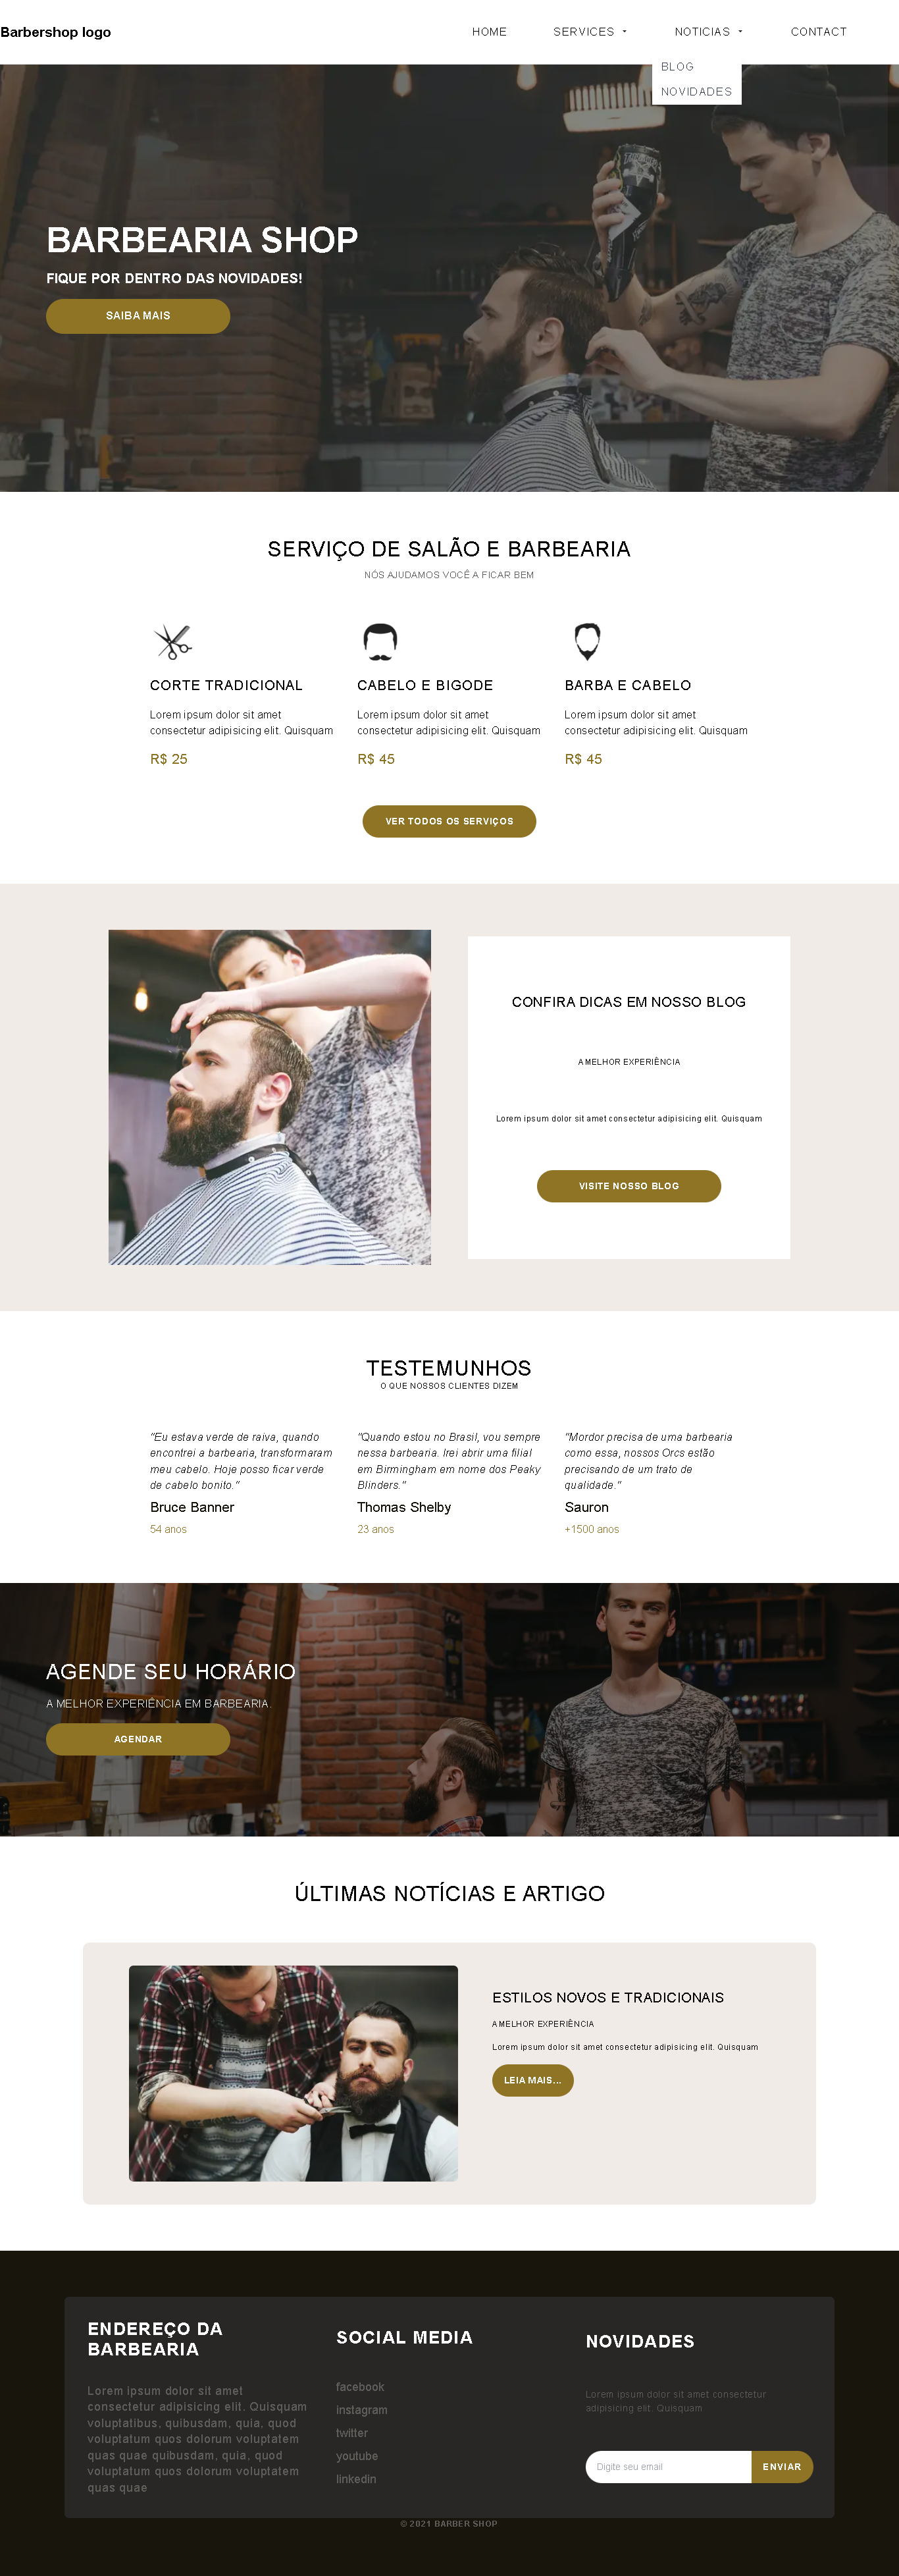 Barbershop logo
HOME
SERVICES
NOTICIAS
CONTACT
BLOG
NOVIDADES
BARBEARIA SHOP
FIQUE POR DENTRO DAS NOVIDADES!
SAIBA MAIS
SERVIÇO DE SALÃO E BARBEARIA
NÓS AJUDAMOS VOCÊ A FICAR BEM
CORTE TRADICIONAL
Lorem ipsum dolor sit amet
consectetur adipisicing elit. Quisquam
R$ 25
CABELO E BIGODE
Lorem ipsum dolor sit amet
consectetur adipisicing elit. Quisquam
R$ 45
BARBA E CABELO
Lorem ipsum dolor sit amet
consectetur adipisicing elit. Quisquam
R$ 45
VER TODOS OS SERVIÇOS
CONFIRA DICAS EM NOSSO BLOG
A MELHOR EXPERIÊNCIA
Lorem ipsum dolor sit amet consectetur adipisicing elit. Quisquam
VISITE NOSSO BLOG
TESTEMUNHOS
O QUE NOSSOS CLIENTES DIZEM
"Eu estava verde de raiva, quando
encontrei a barbearia, transformaram
meu cabelo. Hoje posso ficar verde
de cabelo bonito."
Bruce Banner
54 anos
"Quando estou no Brasil, vou sempre
nessa barbearia. Irei abrir uma filial
em Birmingham em nome dos Peaky
Blinders."
Thomas Shelby
23 anos
"Mordor precisa de uma barbearia
como essa, nossos Orcs estão
precisando de um trato de
qualidade."
Sauron
+1500 anos
AGENDE SEU HORÁRIO
A MELHOR EXPERIÊNCIA EM BARBEARIA.
AGENDAR
ÚLTIMAS NOTÍCIAS E ARTIGO
ESTILOS NOVOS E TRADICIONAIS
A MELHOR EXPERIÊNCIA
Lorem ipsum dolor sit amet consectetur adipisicing elit. Quisquam
LEIA MAIS...
ENDEREÇO DA
BARBEARIA
Lorem ipsum dolor sit amet
consectetur adipisicing elit. Quisquam
voluptatibus, quibusdam, quia, quod
voluptatum quos dolorum voluptatem
quas quae quibusdam, quia, quod
voluptatum quos dolorum voluptatem
quas quae
SOCIAL MEDIA
facebook
instagram
twitter
youtube
linkedin
NOVIDADES
Lorem ipsum dolor sit amet consectetur
adipisicing elit. Quisquam
Digite seu email
ENVIAR
© 2021 BARBER SHOP